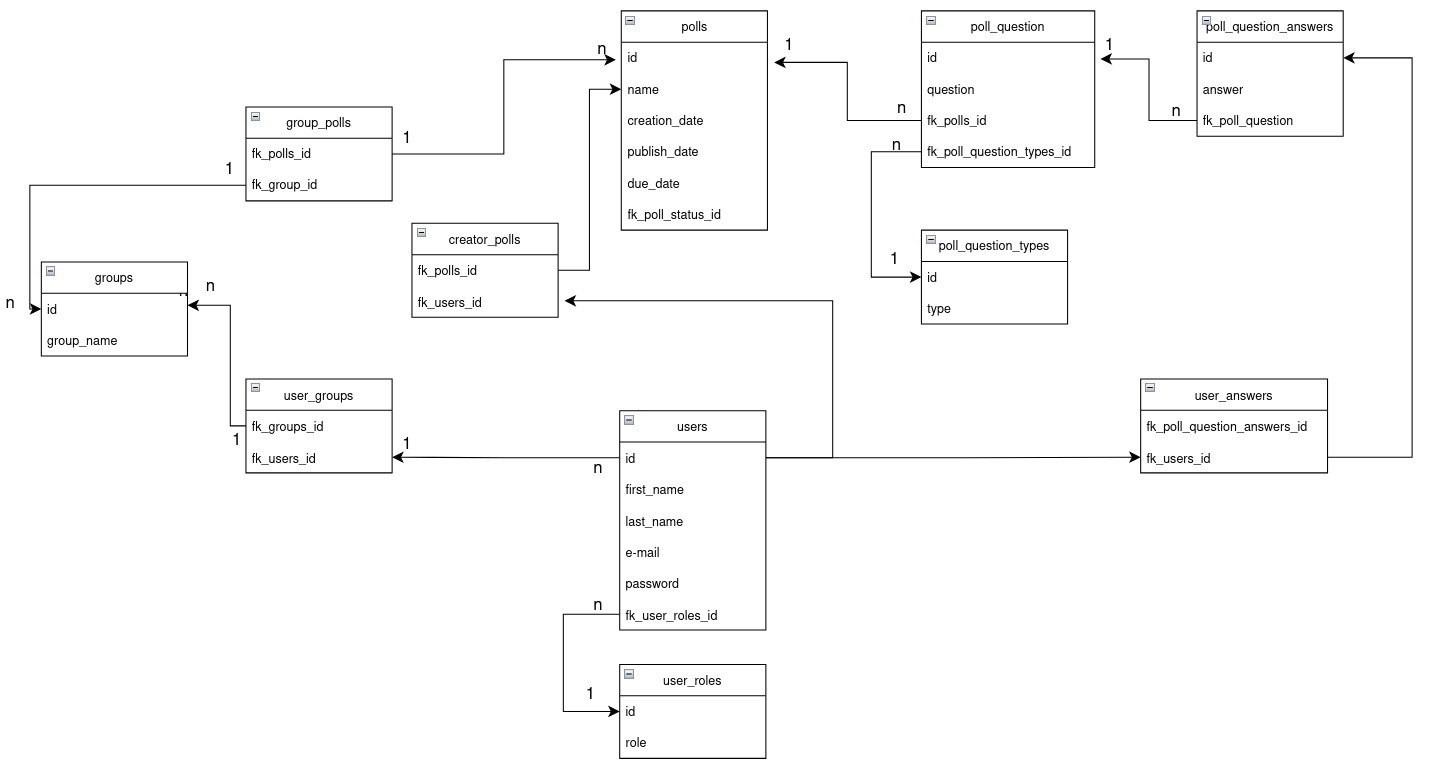 polls
id
name
creation_date
publish_date
due_date
fk_poll_status_id
poll_question
id
question
fk_polls_id
fk_poll_question_types_id
poll_question_answers
id
answer
fk_poll_question
n
1
1
n
n
n
1
group_polls
fk_polls_id
fk_group_id
1
1
creator_polls
fk_polls_id
fk_users_id
poll_question_types
id
type
groups
id
group_name
n
n
user_groups
fk_groups_id
fk_users_id
1
1
n
users
id
first_name
last_name
e-mail
password
fk_user_roles_id
n
1
user_answers
fk_poll_question_answers_id
fk_users_id
user_roles
id
role